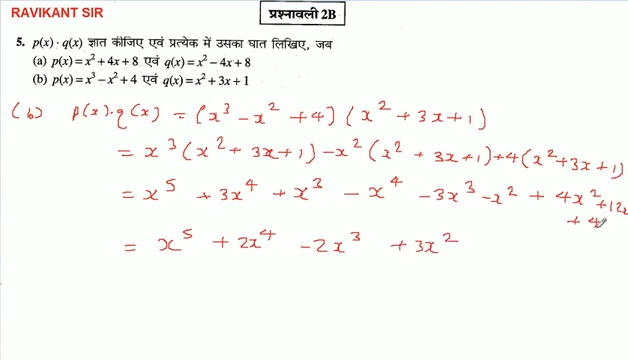 RAVIKANT SIR
प्रश्नावली 2B
5. p(x) · q(x) ज्ञात कीजिए एवं प्रत्येक में उसका घात लिखिए, जब
(a) p(x) = x² + 4x + 8 एवं q(x) = x² − 4x + 8
(b) p(x) = x³ − x² + 4 एवं q(x) = x² + 3x + 1
(b) p(x)·q(x) = [x³ − x² + 4] (x² + 3x + 1)
= x³ (x² + 3x + 1) − x² (x² + 3x + 1) + 4 (x² + 3x + 1)
= x⁵ + 3x⁴ + x³ − x⁴ − 3x³ − x² + 4x² + 12x
+ 4
= x⁵ + 2x⁴ − 2x³ + 3x²